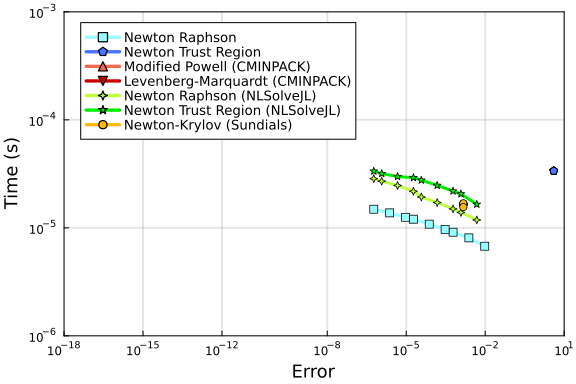 10⁻³
Newton Raphson
Newton Trust Region
Modified Powell (CMINPACK)
Levenberg-Marquardt (CMINPACK)
Newton Raphson (NLSolveJL)
Newton Trust Region (NLSolveJL)
Newton-Krylov (Sundials)
10⁻⁴
Time (s)
10⁻⁵
10⁻⁶
10⁻¹⁸ 10⁻¹⁵ 10⁻¹² 10⁻⁸ 10⁻⁵ 10⁻² 10¹
Error